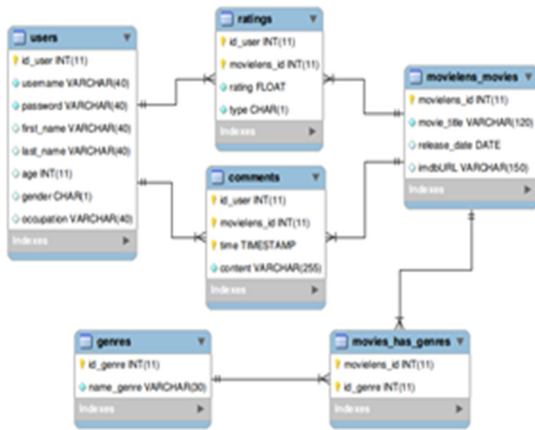 users
id_user INT(11)
username VARCHAR(40)
password VARCHAR(40)
first_name VARCHAR(40)
last_name VARCHAR(40)
age INT(11)
gender CHAR(1)
occupation VARCHAR(40)
Indexes
ratings
id_user INT(11)
movielens_id INT(11)
rating FLOAT
type CHAR(1)
Indexes
movielens_movies
movielens_id INT(11)
movie_title VARCHAR(120)
release_date DATE
imdbURL VARCHAR(150)
Indexes
comments
id_user INT(11)
movielens_id INT(11)
time TIMESTAMP
content VARCHAR(255)
Indexes
genres
id_genre INT(11)
name_genre VARCHAR(30)
Indexes
movies_has_genres
movielens_id INT(11)
id_genre INT(11)
Indexes